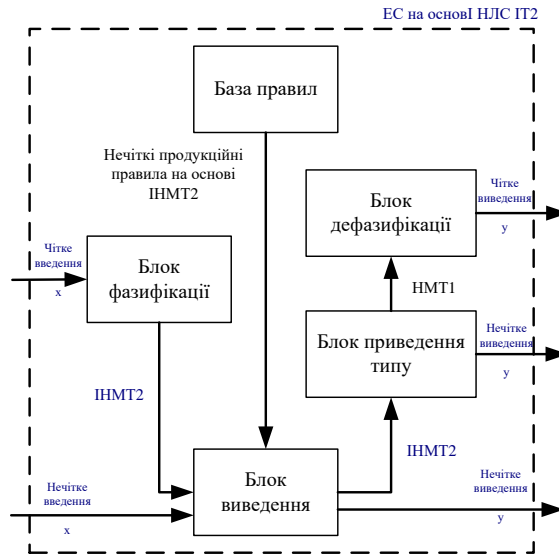 ЕС на основІ НЛС ІТ2
База правил
Нечіткі продукційні
правила на основі
ІНМТ2
Блок
дефазифікації
Чітке
виведення
y
Чітке
введення
x
Блок
фазифікації
НМТ1
Блок приведення
типу
Нечітке
виведення
y
ІНМТ2
ІНМТ2
Блок
виведення
Нечітке
введення
x
Нечітке
виведення
y